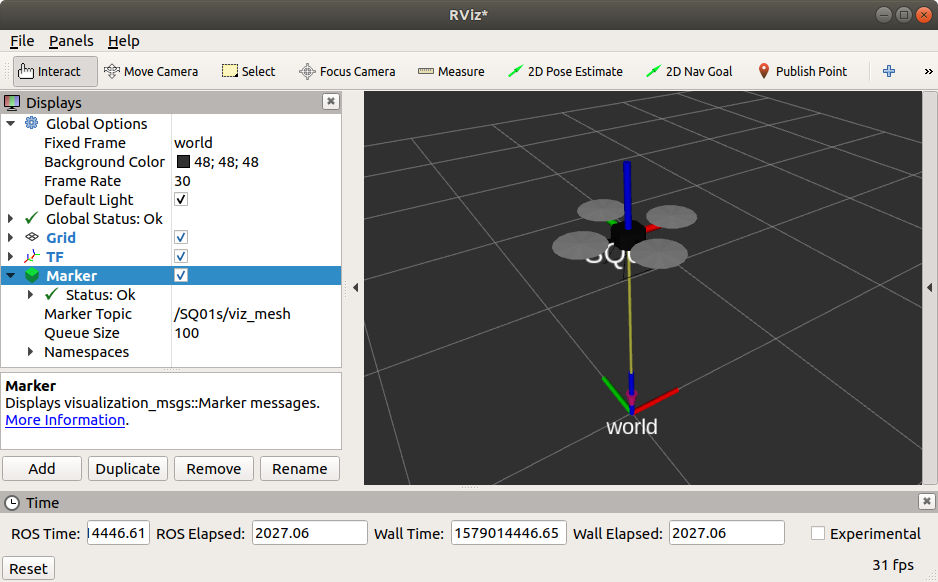 RViz*
File Panels Help
Interact Move Camera Select Focus Camera Measure 2D Pose Estimate 2D Nav Goal Publish Point »
Displays
Global Options
Fixed Frame world
Background Color 48; 48; 48
Frame Rate 30
Default Light
Global Status: Ok
Grid
TF
Marker
Status: Ok
Marker Topic /SQ01s/viz_mesh
Queue Size 100
Namespaces
SQ
world
Marker
Displays visualization_msgs::Marker messages.
More Information.
Add Duplicate Remove Rename
Time
ROS Time: 14446.61 ROS Elapsed: 2027.06 Wall Time: 1579014446.65 Wall Elapsed: 2027.06 Experimental
Reset 31 fps